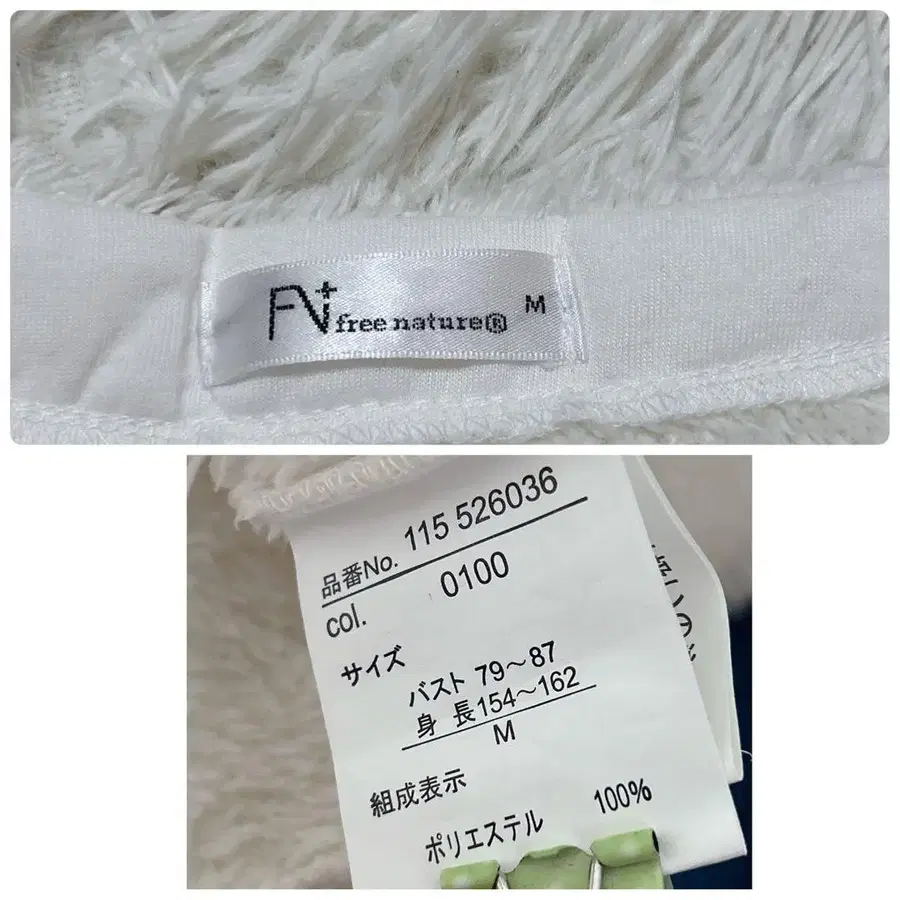 FN+ free nature® M
品番No. 115 526036
col. 0100
サイズ
バスト 79～87
身 長154～162
M
組成表示
ポリエステル 100%